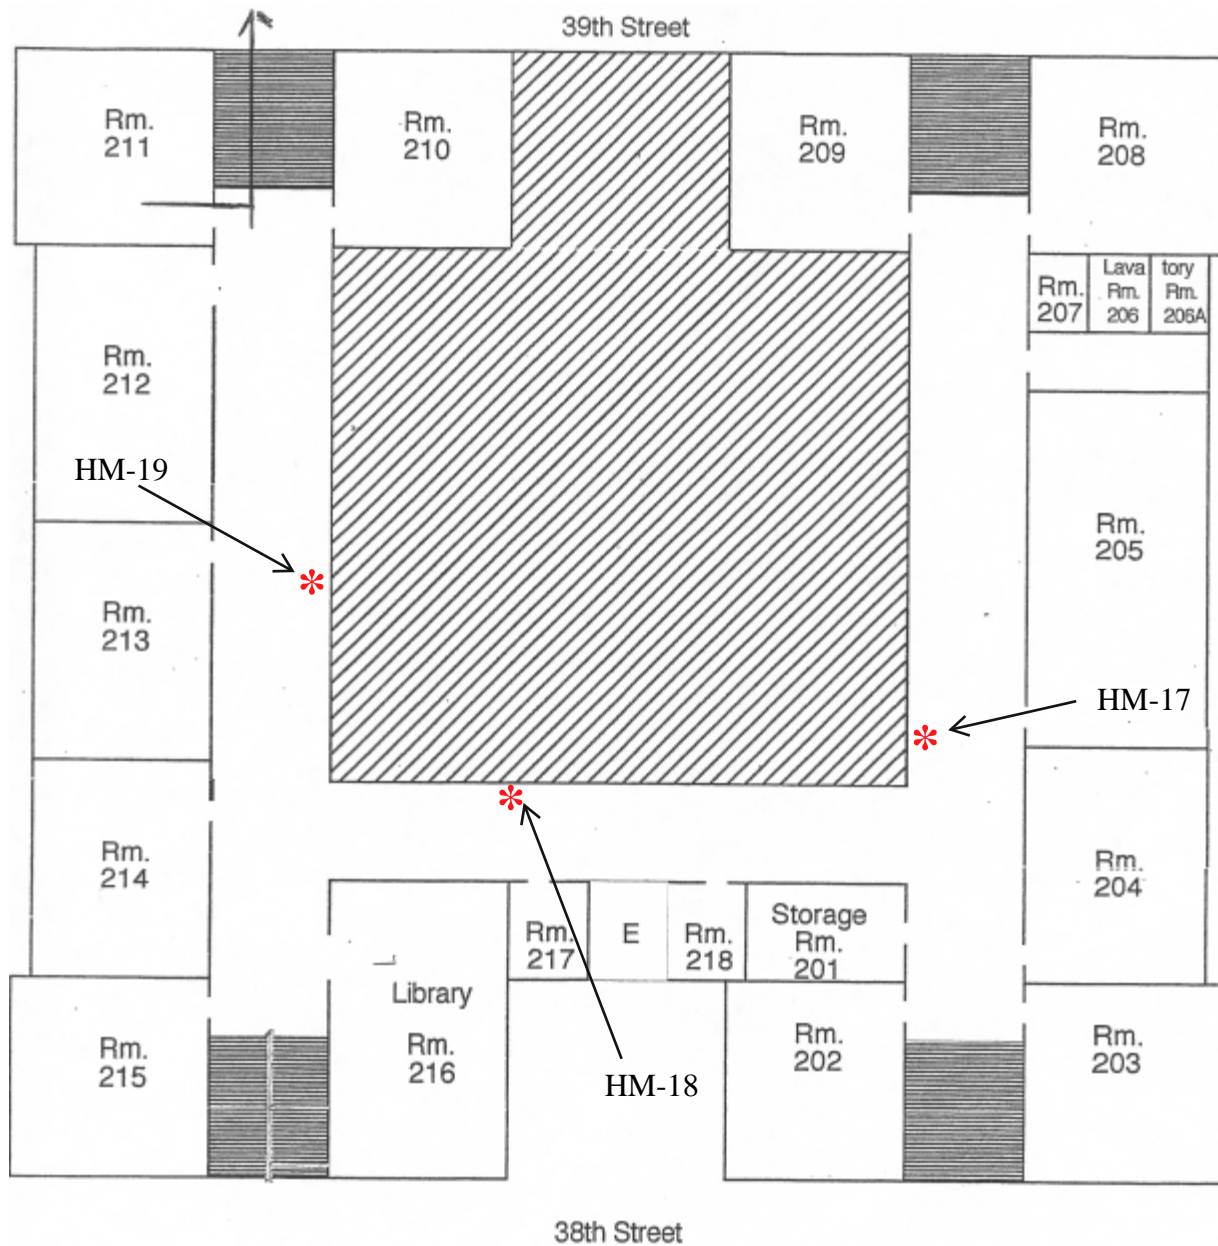 39th Street
Rm.
211
Rm.
210
Rm.
209
Rm.
208
Rm.
207
Lava
Rm.
206
tory
Rm.
206A
Rm.
212
HM-19
Rm.
205
Rm.
213
HM-17
Rm.
214
Rm.
204
Rm.
217
E
Rm.
218
Storage
Rm.
201
Library
Rm.
216
Rm.
215
Rm.
202
Rm.
203
HM-18
38th Street